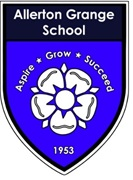 Allerton Grange
School
Aspire * Grow * Succeed
1953